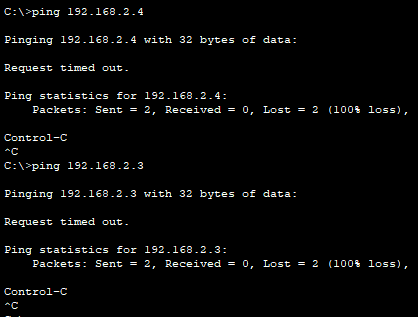 C:\>ping 192.168.2.4
Pinging 192.168.2.4 with 32 bytes of data:
Request timed out.
Ping statistics for 192.168.2.4:
    Packets: Sent = 2, Received = 0, Lost = 2 (100% loss),
Control-C
^C
C:\>ping 192.168.2.3
Pinging 192.168.2.3 with 32 bytes of data:
Request timed out.
Ping statistics for 192.168.2.3:
    Packets: Sent = 2, Received = 0, Lost = 2 (100% loss),
Control-C
^C